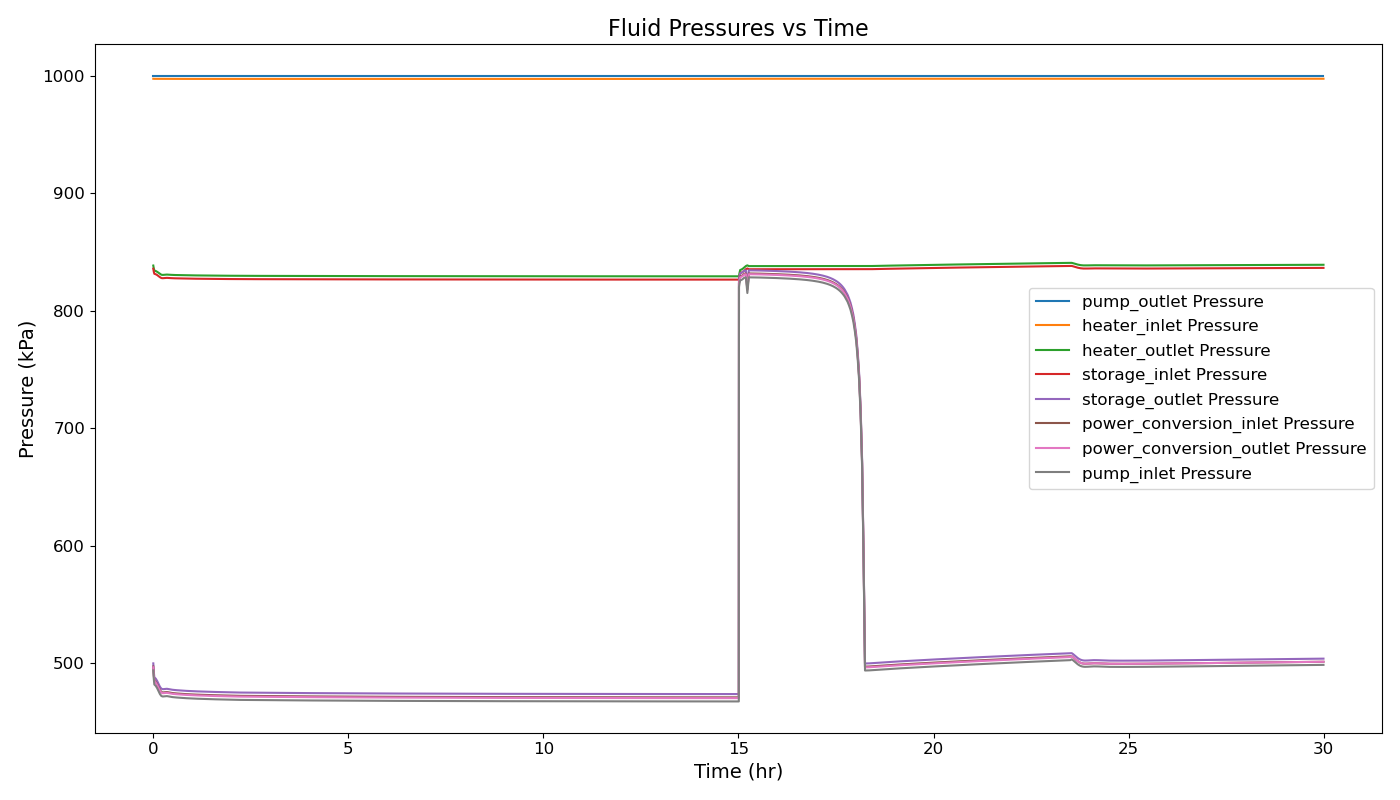 Fluid Pressures vs Time
Pressure (kPa)
1000
900
800
700
600
500
pump_outlet Pressure
heater_inlet Pressure
heater_outlet Pressure
storage_inlet Pressure
storage_outlet Pressure
power_conversion_inlet Pressure
power_conversion_outlet Pressure
pump_inlet Pressure
0 5 10 15 20 25 30
Time (hr)